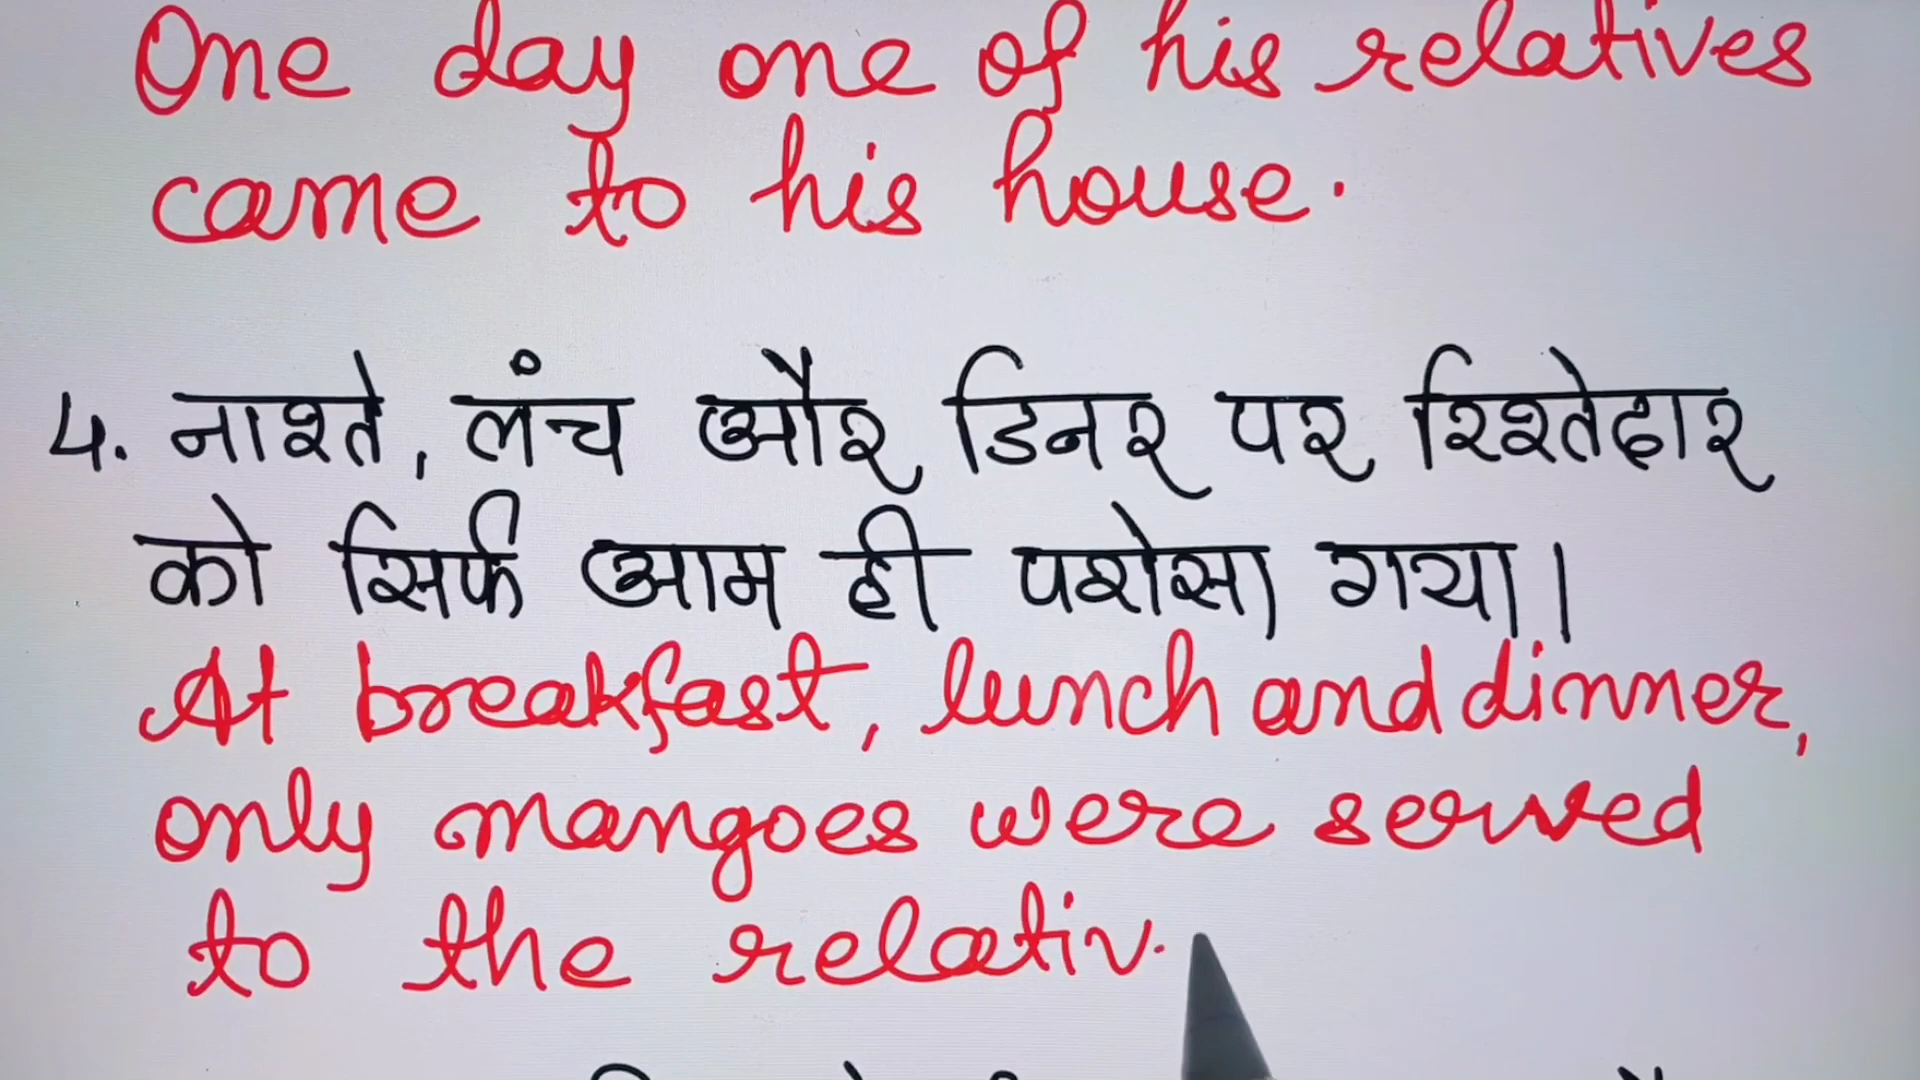 One day one of his relatives
came to his house.
4. नाश्ते, लंच और डिनर पर रिश्तेदार
को सिर्फ आम ही परोसा गया।
At breakfast, lunch and dinner,
only mangoes were served
to the relativ.